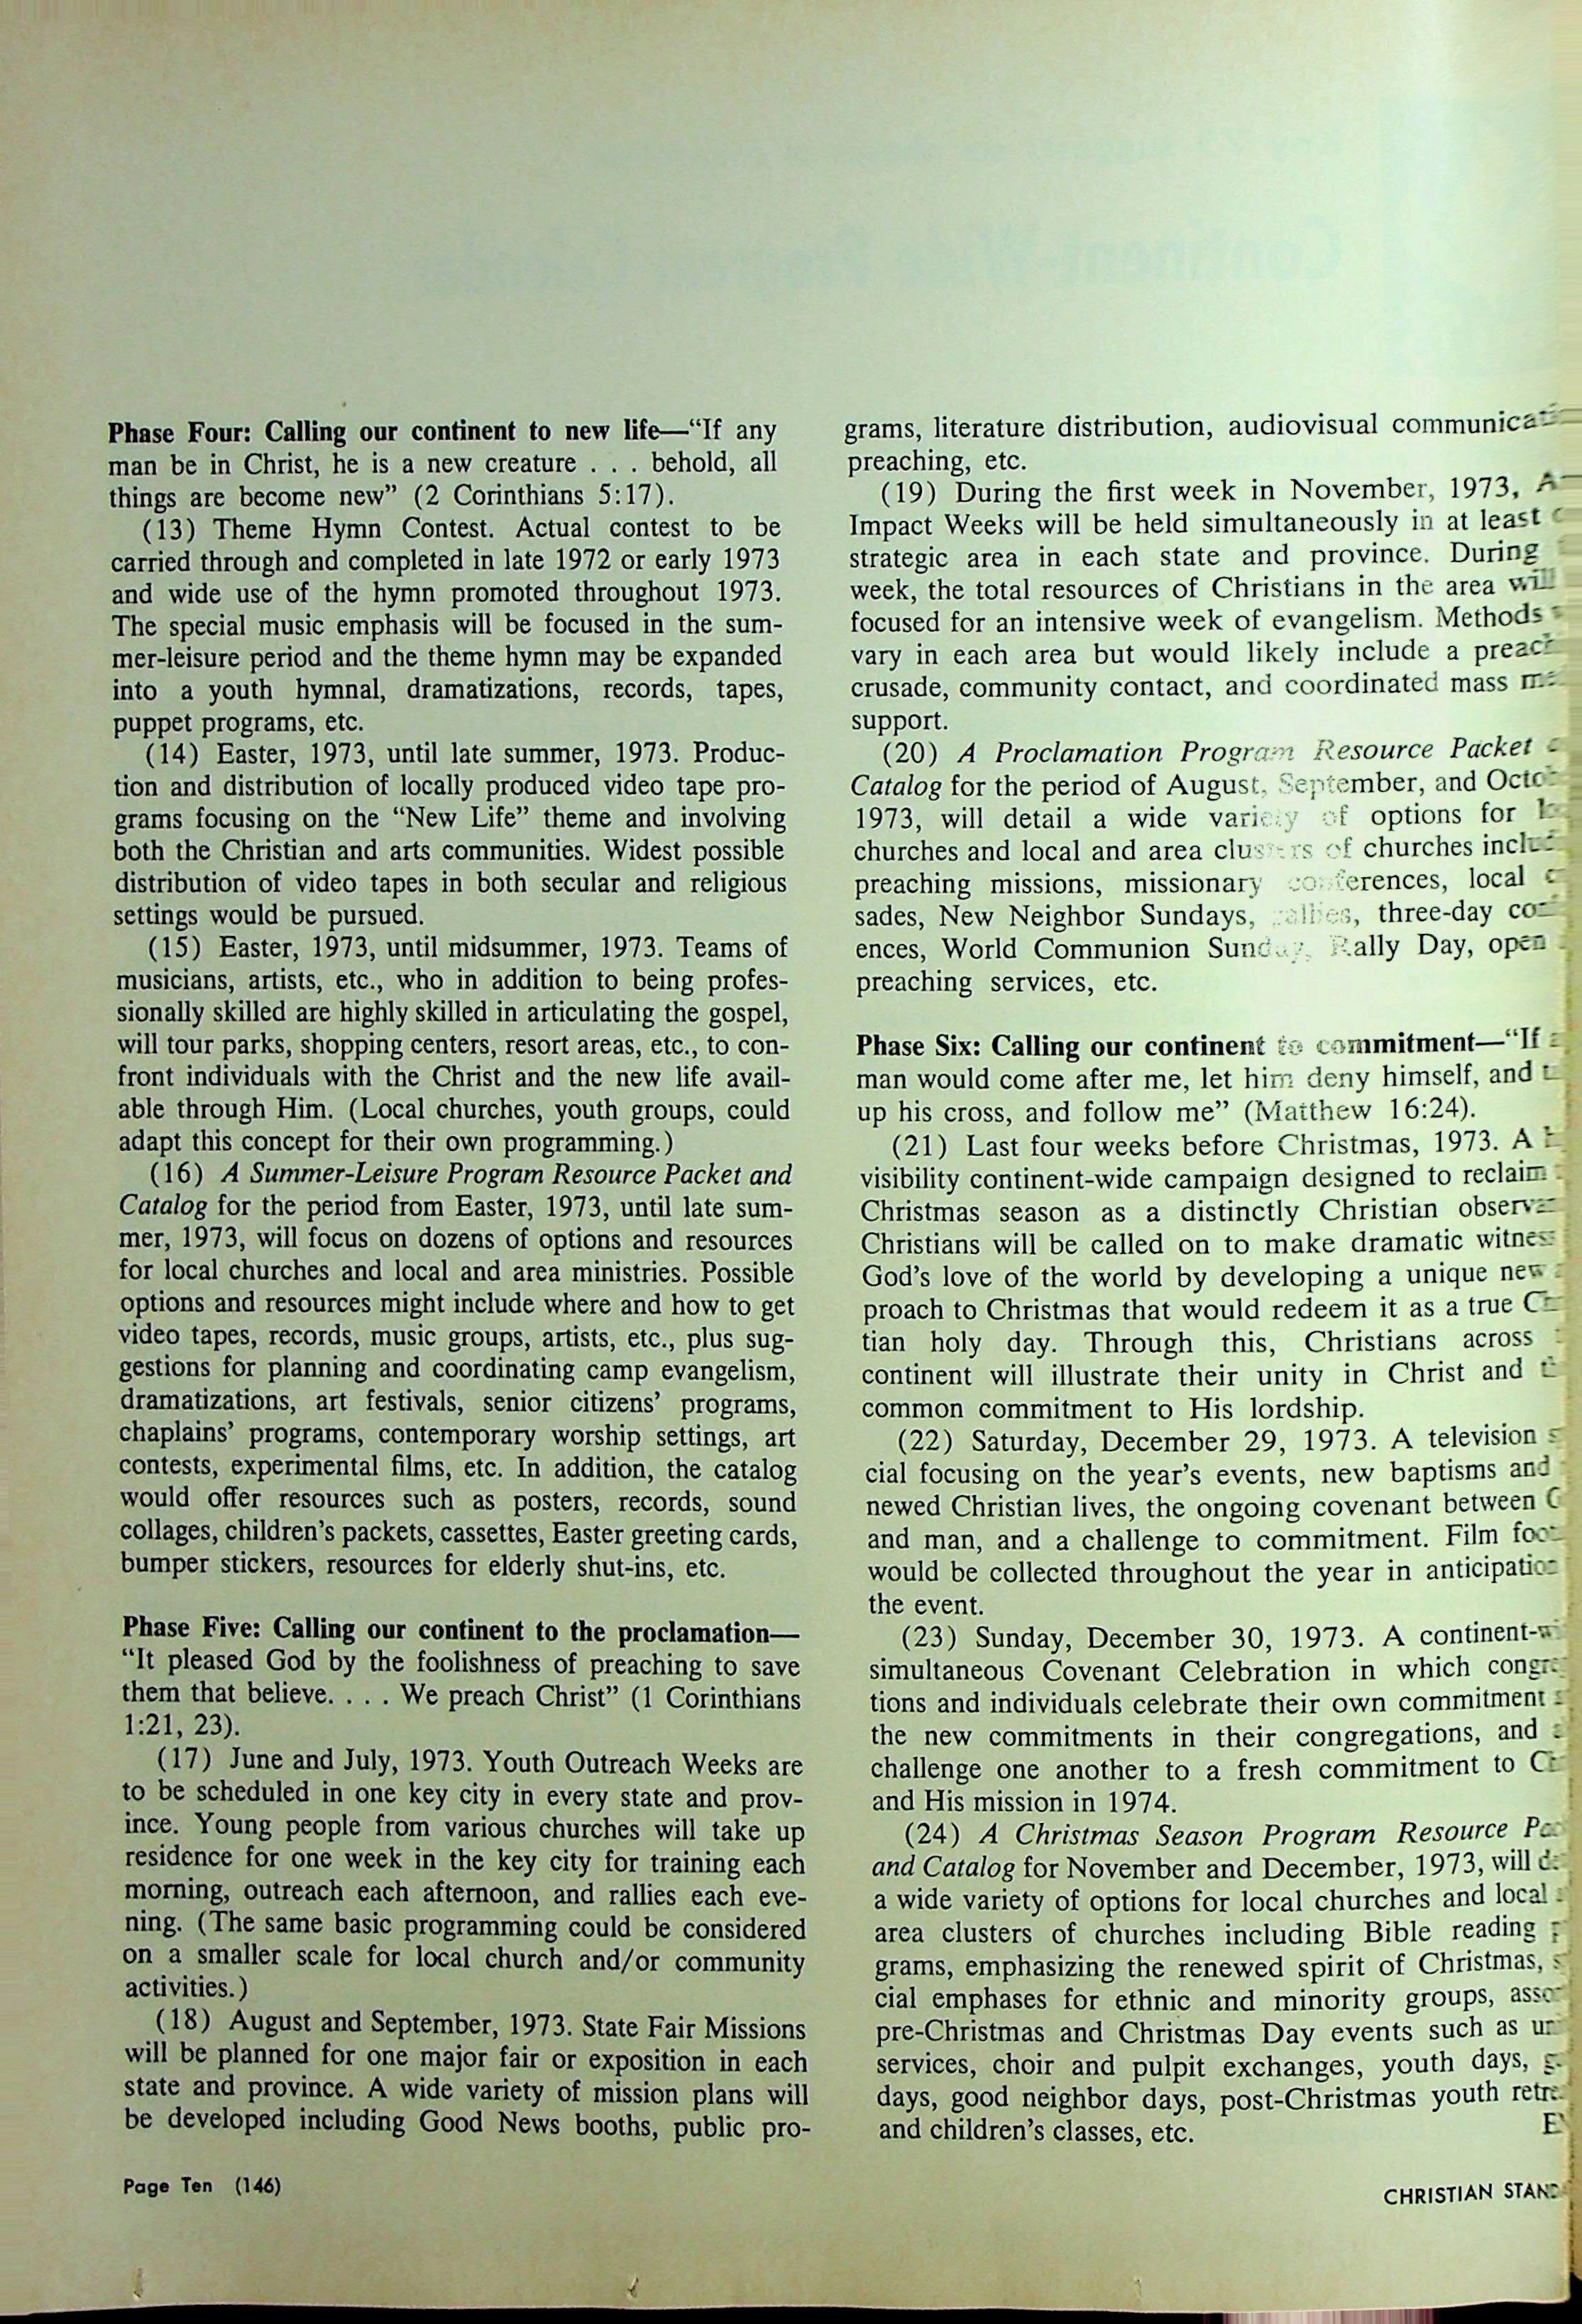 Phase Four: Calling our continent to new life—“If any
man be in Christ, he is a new creature . . . behold, all
things are become new” (2 Corinthians 5:17).
(13) Theme Hymn Contest. Actual contest to be
carried through and completed in late 1972 or early 1973
and wide use of the hymn promoted throughout 1973.
The special music emphasis will be focused in the sum-
mer-leisure period and the theme hymn may be expanded
into a youth hymnal, dramatizations, records, tapes,
puppet programs, etc.
(14) Easter, 1973, until late summer, 1973. Produc-
tion and distribution of locally produced video tape pro-
grams focusing on the “New Life” theme and involving
both the Christian and arts communities. Widest possible
distribution of video tapes in both secular and religious
settings would be pursued.
(15) Easter, 1973, until midsummer, 1973. Teams of
musicians, artists, etc., who in addition to being profes-
sionally skilled are highly skilled in articulating the gospel,
will tour parks, shopping centers, resort areas, etc., to con-
front individuals with the Christ and the new life avail-
able through Him. (Local churches, youth groups, could
adapt this concept for their own programming.)
(16) A Summer-Leisure Program Resource Packet and
Catalog for the period from Easter, 1973, until late sum-
mer, 1973, will focus on dozens of options and resources
for local churches and local and area ministries. Possible
options and resources might include where and how to get
video tapes, records, music groups, artists, etc., plus sug-
gestions for planning and coordinating camp evangelism,
dramatizations, art festivals, senior citizens’ programs,
chaplains’ programs, contemporary worship settings, art
contests, experimental films, etc. In addition, the catalog
would offer resources such as posters, records, sound
collages, children’s packets, cassettes, Easter greeting cards,
bumper stickers, resources for elderly shut-ins, etc.
Phase Five: Calling our continent to the proclamation—
“It pleased God by the foolishness of preaching to save
them that believe. . . . We preach Christ” (1 Corinthians
1:21, 23).
(17) June and July, 1973. Youth Outreach Weeks are
to be scheduled in one key city in every state and prov-
ince. Young people from various churches will take up
residence for one week in the key city for training each
morning, outreach each afternoon, and rallies each eve-
ning. (The same basic programming could be considered
on a smaller scale for local church and/or community
activities.)
(18) August and September, 1973. State Fair Missions
will be planned for one major fair or exposition in each
state and province. A wide variety of mission plans will
be developed including Good News booths, public pro-
grams, literature distribution, audiovisual
preaching, etc.
(19) During the first week in November, 1973,
Impact Weeks will be held simultaneously in at least
strategic area in each state and province. During
week, the total resources of Christians in the area will
focused for an intensive week of evangelism. Methods
vary in each area but would likely include a
crusade, community contact, and coordinated mass
support.
(20) A Proclamation Program Resource Packet
Catalog for the period of August, September, and
1973, will detail a wide variety of options for
churches and local and area clusters of churches
preaching missions, missionary conferences, local
sades, New Neighbor Sundays, rallies, three-day
ences, World Communion Sunday, Rally Day, open
preaching services, etc.
Phase Six: Calling our continent to commitment—“If
man would come after me, let him deny himself, and
up his cross, and follow me” (Matthew 16:24).
(21) Last four weeks before Christmas, 1973. A
visibility continent-wide campaign designed to reclaim
Christmas season as a distinctly Christian
Christians will be called on to make dramatic witness
God’s love of the world by developing a unique new
proach to Christmas that would redeem it as a true
tian holy day. Through this, Christians across
continent will illustrate their unity in Christ and
common commitment to His lordship.
(22) Saturday, December 29, 1973. A television
cial focusing on the year’s events, new baptisms and
newed Christian lives, the ongoing covenant between
and man, and a challenge to commitment. Film
would be collected throughout the year in
the event.
(23) Sunday, December 30, 1973. A
simultaneous Covenant Celebration in which
tions and individuals celebrate their own commitment
the new commitments in their congregations, and
challenge one another to a fresh commitment to
and His mission in 1974.
(24) A Christmas Season Program Resource
and Catalog for November and December, 1973, will
a wide variety of options for local churches and local
area clusters of churches including Bible reading
grams, emphasizing the renewed spirit of Christmas,
cial emphases for ethnic and minority groups,
pre-Christmas and Christmas Day events such as
services, choir and pulpit exchanges, youth days,
days, good neighbor days, post-Christmas youth
and children’s classes, etc.
Page Ten (146)
CHRISTIAN